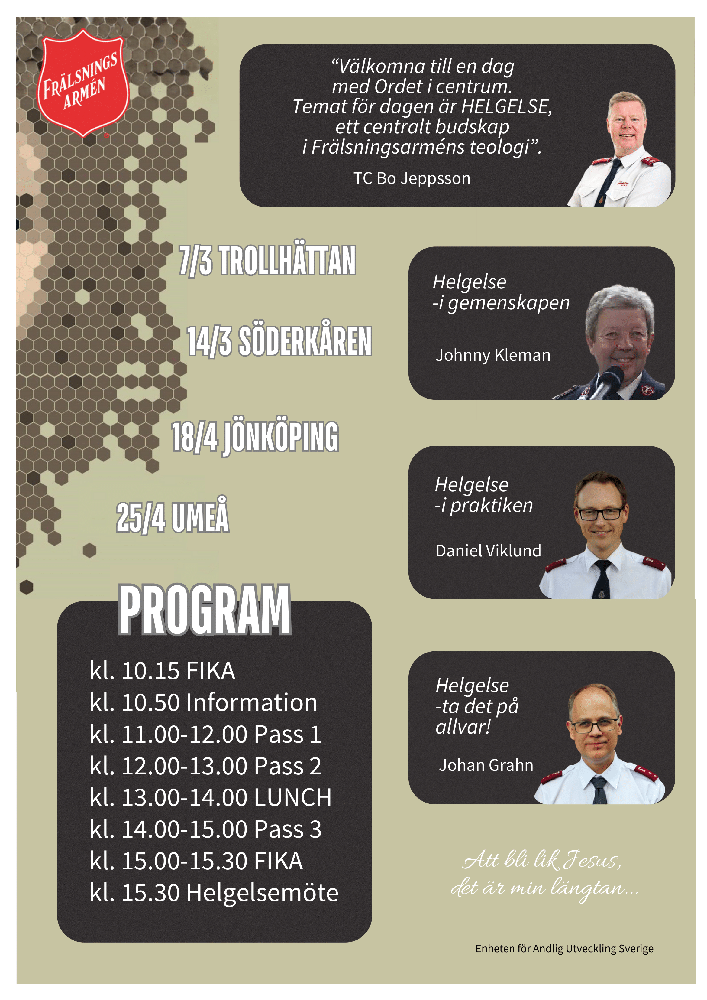 FRÄLSNINGS
ARMÉN
“Välkomna till en dag
med Ordet i centrum.
Temat för dagen är HELGELSE,
ett centralt budskap
i Frälsningsarméns teologi”.
TC Bo Jeppsson
7/3 TROLLHÄTTAN
14/3 SÖDERKÅREN
18/4 JÖNKÖPING
25/4 UMEÅ
Helgelse
-i gemenskapen
Johnny Kleman
Helgelse
-i praktiken
Daniel Viklund
Helgelse
-ta det på
allvar!
Johan Grahn
PROGRAM
kl. 10.15 FIKA
kl. 10.50 Information
kl. 11.00-12.00 Pass 1
kl. 12.00-13.00 Pass 2
kl. 13.00-14.00 LUNCH
kl. 14.00-15.00 Pass 3
kl. 15.00-15.30 FIKA
kl. 15.30 Helgelsemöte
Att bli lik Jesus,
det är min längtan...
Enheten för Andlig Utveckling Sverige